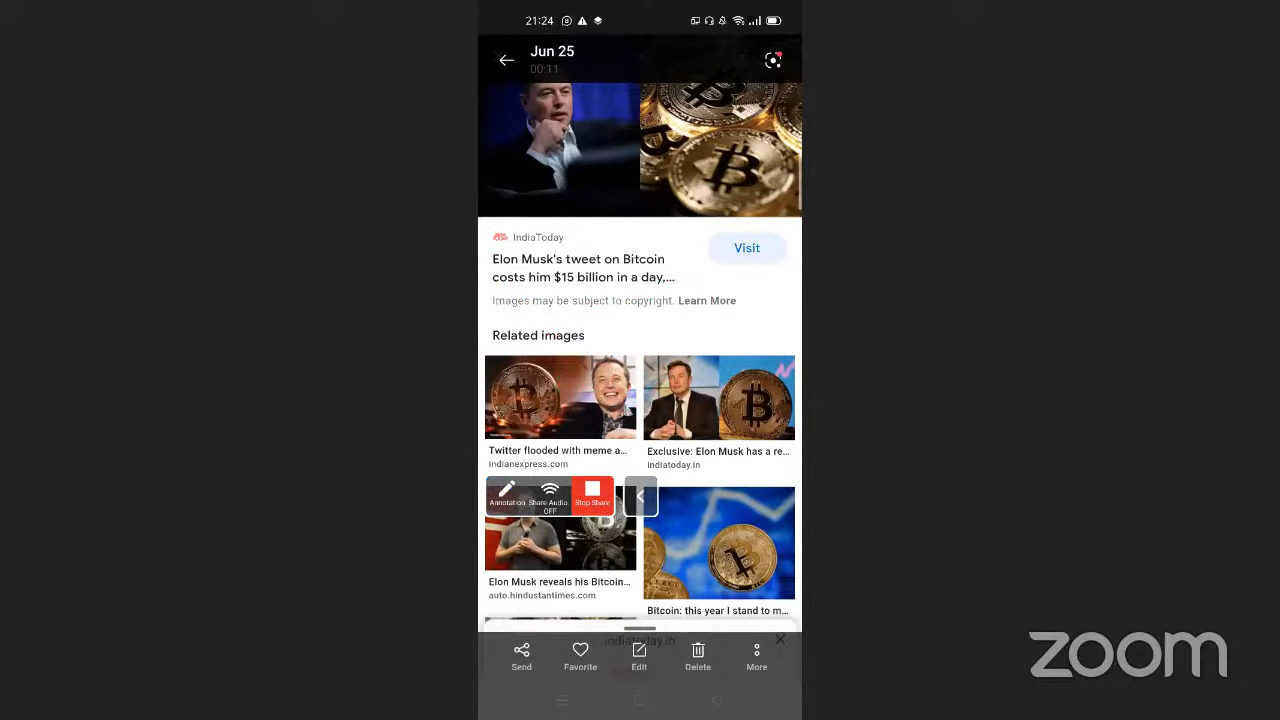 21:24
Jun 25
00:11
IndiaToday
Visit
Elon Musk's tweet on Bitcoin
costs him $15 billion in a day,...
Images may be subject to copyright. Learn More
Related images
Twitter flooded with meme a...
indianexpress.com
Exclusive: Elon Musk has a re...
indiatoday.in
Annotation
Share Audio:
OFF
Stop Share
Elon Musk reveals his Bitcoin...
auto.hindustantimes.com
Bitcoin: this year I stand to m...
indiatoday.in
Send
Favorite
Edit
Delete
More
zoom